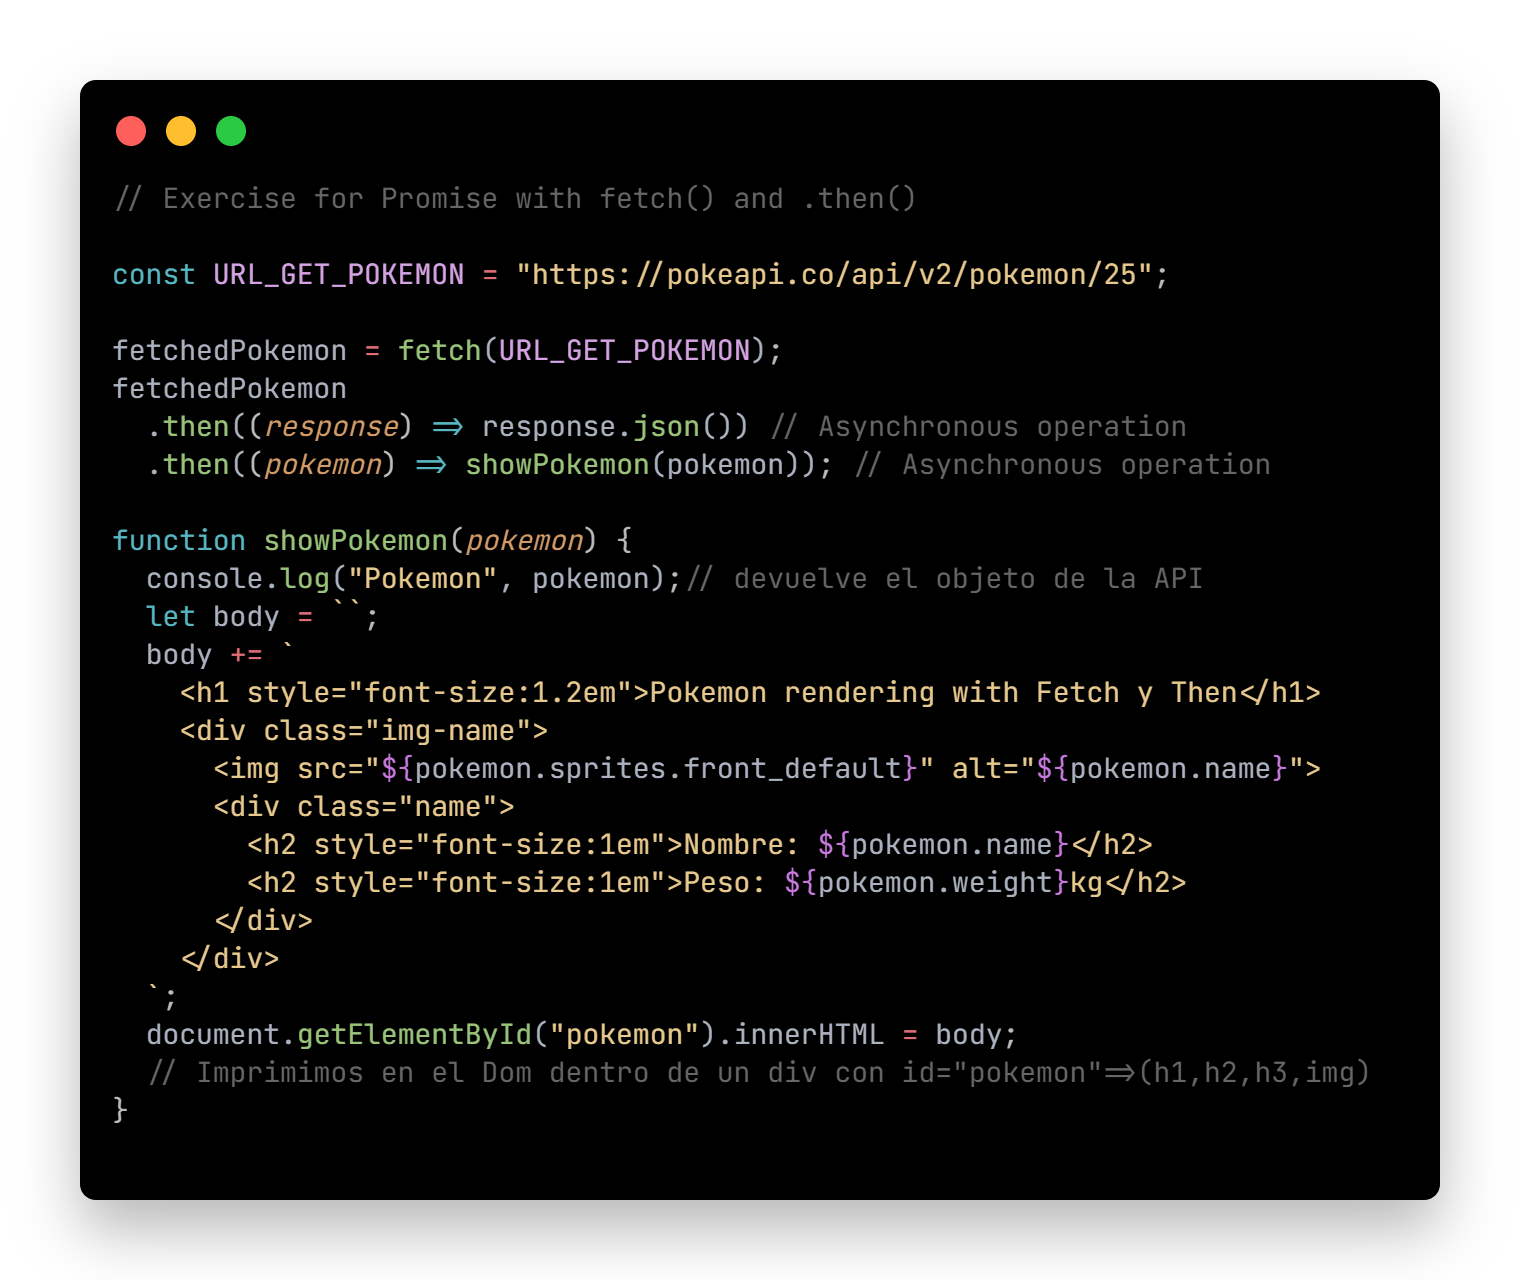 // Exercise for Promise with fetch() and .then()
const URL_GET_POKEMON = "https://pokeapi.co/api/v2/pokemon/25";
fetchedPokemon = fetch(URL_GET_POKEMON);
fetchedPokemon
  .then((response) => response.json()) // Asynchronous operation
  .then((pokemon) => showPokemon(pokemon)); // Asynchronous operation
function showPokemon(pokemon) {
  console.log("Pokemon", pokemon);// devuelve el objeto de la API
  let body = ``;
  body += `
    <h1 style="font-size:1.2em">Pokemon rendering with Fetch y Then</h1>
    <div class="img-name">
      <img src="${pokemon.sprites.front_default}" alt="${pokemon.name}">
      <div class="name">
        <h2 style="font-size:1em">Nombre: ${pokemon.name}</h2>
        <h2 style="font-size:1em">Peso: ${pokemon.weight}kg</h2>
      </div>
    </div>
  `;
  document.getElementById("pokemon").innerHTML = body;
  // Imprimimos en el Dom dentro de un div con id="pokemon"=>(h1,h2,h3,img)
}